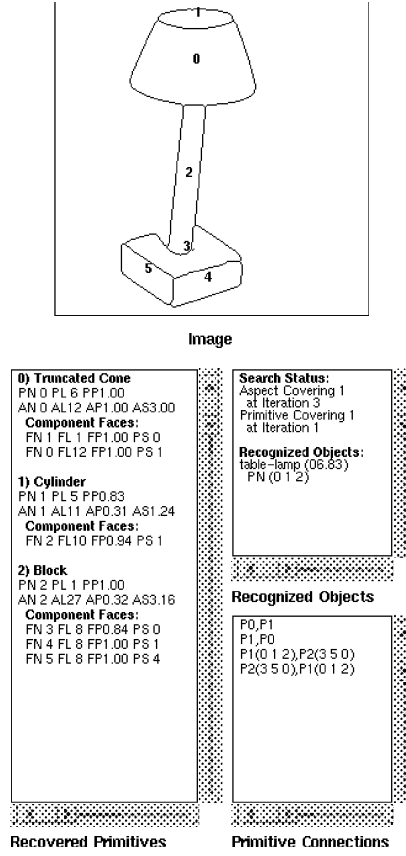 1
0
2
3
5
4
Image
0) Truncated Cone
PN 0 PL 6 PP1.00
AN 0 AL12 AP1.00 AS3.00
Component Faces:
FN 1 FL 1 FP1.00 PS 0
FN 0 FL12 FP1.00 PS 1
1) Cylinder
PN 1 PL 5 PP0.83
AN 1 AL11 AP0.31 AS1.24
Component Faces:
FN 2 FL10 FP0.94 PS 1
2) Block
PN 2 PL 1 PP1.00
AN 2 AL27 AP0.32 AS3.16
Component Faces:
FN 3 FL 8 FP0.84 PS 0
FN 4 FL 8 FP1.00 PS 1
FN 5 FL 8 FP1.00 PS 4
Recovered Primitives
Search Status:
Aspect Covering 1
at Iteration 3
Primitive Covering 1
at Iteration 1
Recognized Objects:
table-lamp (06.83)
PN (0 1 2)
Recognized Objects
P0,P1
P1,P0
P1(0 1 2),P2(3 5 0)
P2(3 5 0),P1(0 1 2)
Primitive Connections